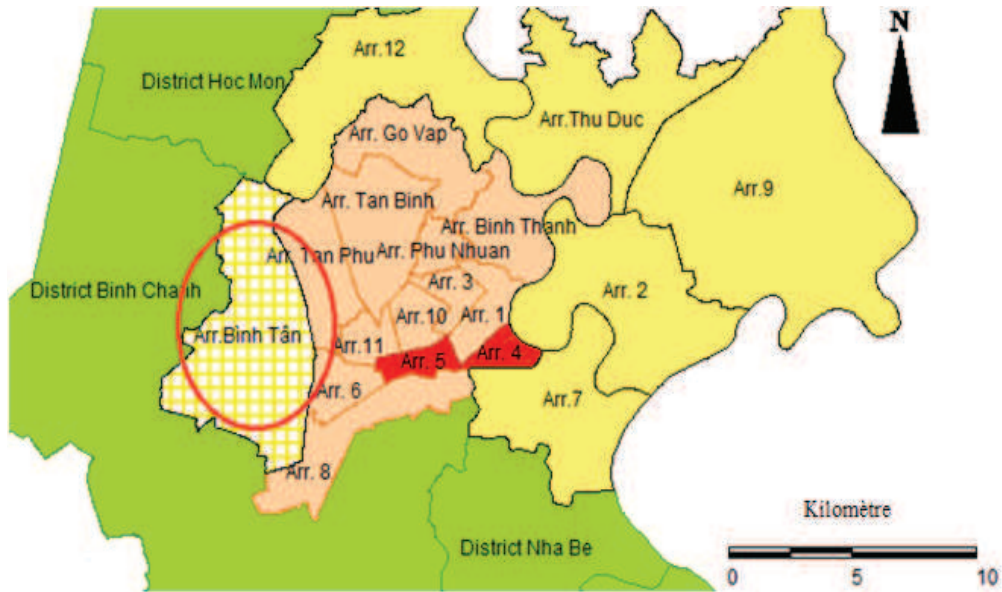 N
Arr.12
District Hoc Mon
Arr.Thu Duc
Arr. Go Vap
Arr.9
Arr. Tan Binh
Arr. Binh Thanh
Arr. Tan Phu
Arr. Phu Nhuan
Arr. 3
District Binh Chanh
Arr. 2
Arr.10
Arr. 1
Arr.Bình Tân
Arr.11
Arr. 5
Arr. 4
Arr. 6
Arr.7
Arr. 8
Kilomètre
District Nha Be
0 5 10